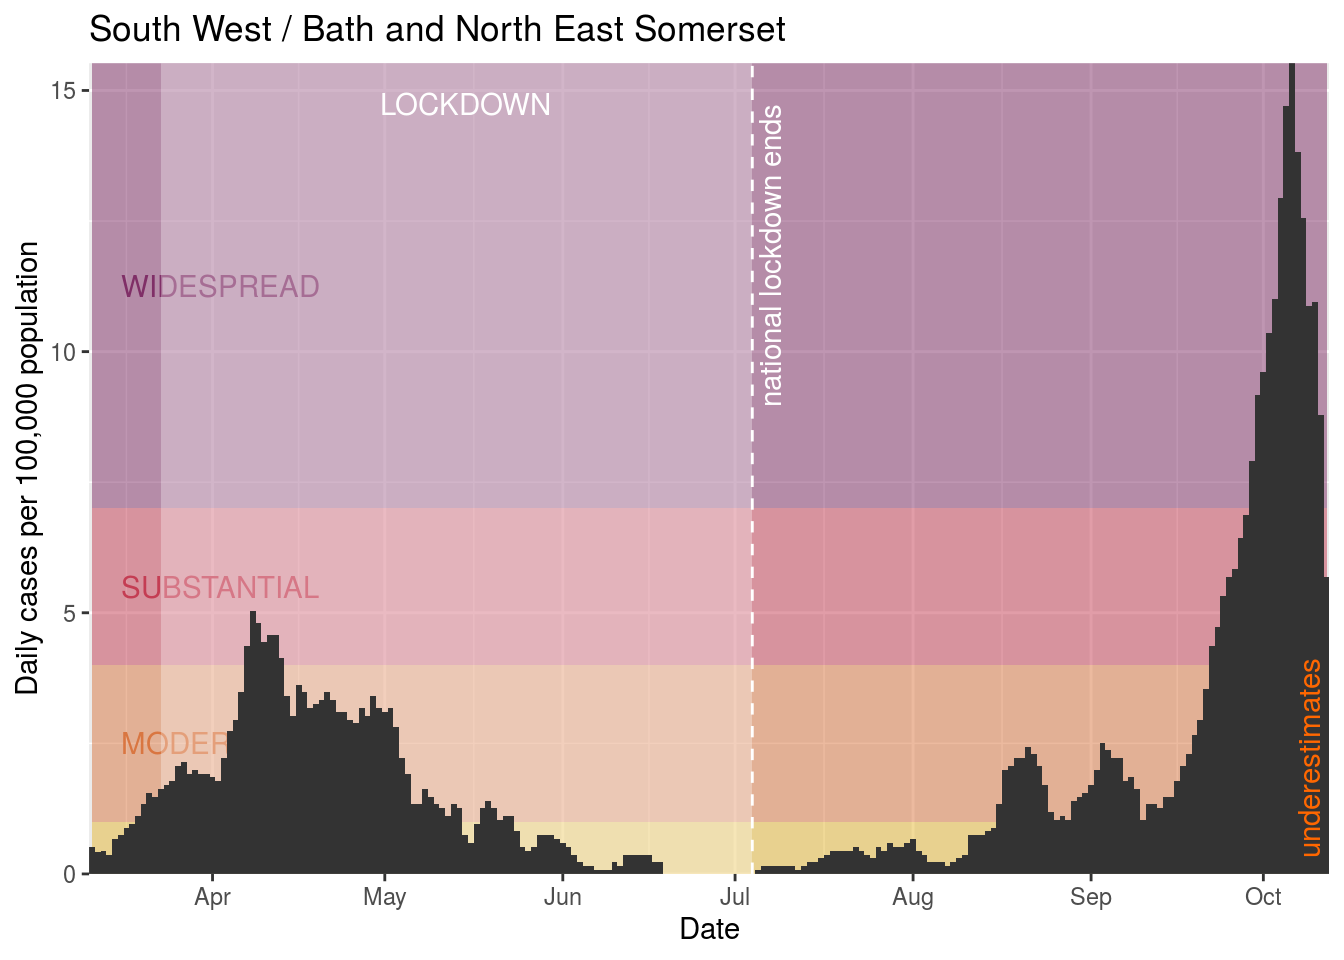 South West / Bath and North East Somerset
15
10
5
0
Daily cases per 100,000 population
LOCKDOWN
national lockdown ends
WIDESPREAD
SUBSTANTIAL
MODER
underestimates
Apr
May
Jun
Jul
Aug
Sep
Oct
Date